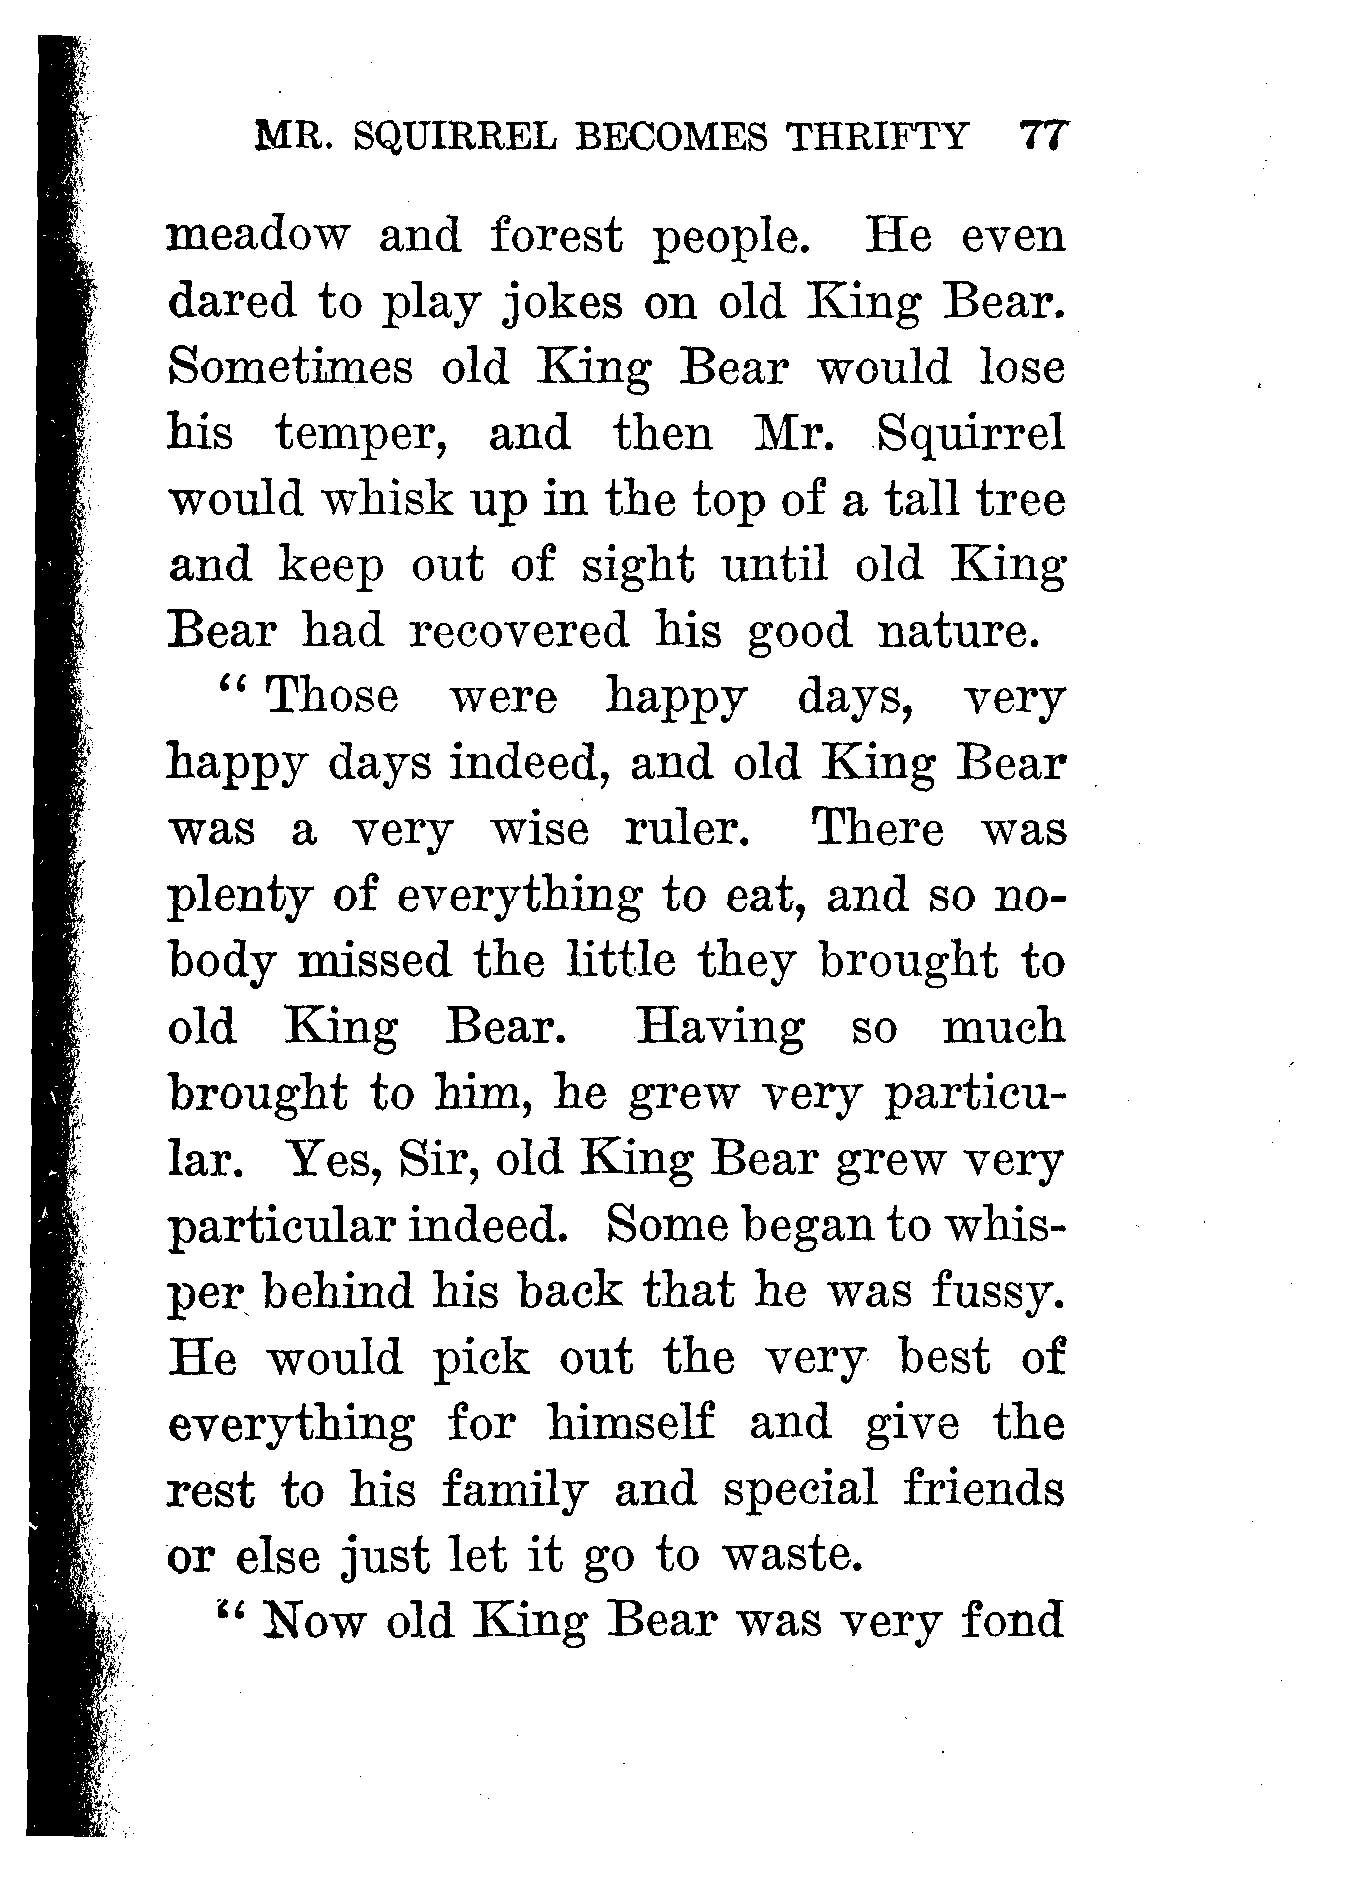 MR. SQUIRREL BECOMES THRIFTY 77
meadow and forest people. He even
dared to play jokes on old King Bear.
Sometimes old King Bear would lose
his temper, and then Mr. Squirrel
would whisk up in the top of a tall tree
and keep out of sight until old King
Bear had recovered his good nature.
“ Those were happy days, very
happy days indeed, and old King Bear
was a very wise ruler. There was
plenty of everything to eat, and so no-
body missed the little they brought to
old King Bear. Having so much
brought to him, he grew very particu-
lar. Yes, Sir, old King Bear grew very
particular indeed. Some began to whis-
per behind his back that he was fussy.
He would pick out the very best of
everything for himself and give the
rest to his family and special friends
or else just let it go to waste.
“ Now old King Bear was very fond